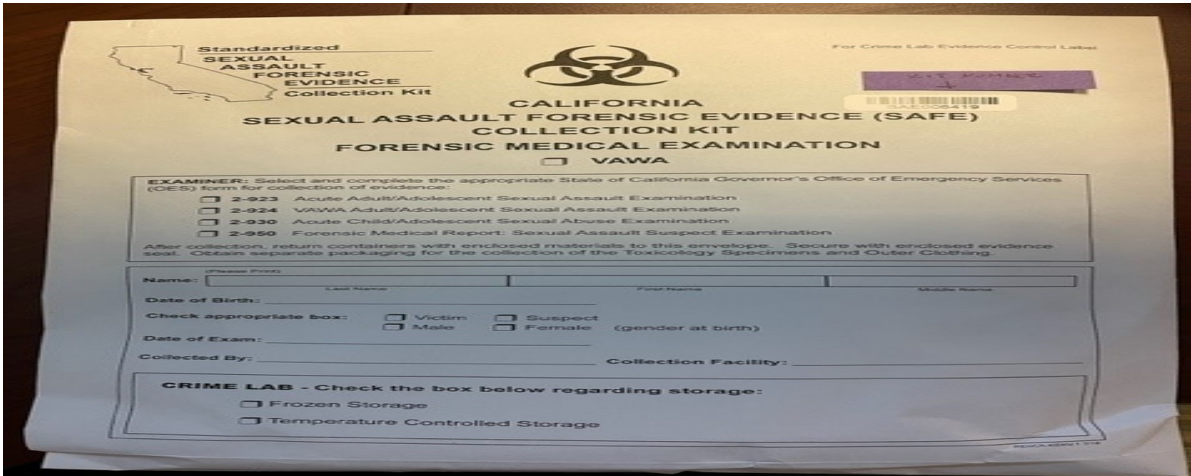 Standardized
SEXUAL
ASSAULT
FORENSIC
EVIDENCE
Collection Kit
For Crime Lab Evidence Control Label
KIT NUMBER
CALIFORNIA
SEXUAL ASSAULT FORENSIC EVIDENCE (SAFE)
COLLECTION KIT
FORENSIC MEDICAL EXAMINATION
VAWA
EXAMINER: Select and complete the appropriate State of California Governor's Office of Emergency Services
(OES) form for collection of evidence:
2-923 Acute Adult/Adolescent Sexual Assault Examination
2-924 VAWA Adult/Adolescent Sexual Assault Examination
2-930 Acute Child/Adolescent Sexual Abuse Examination
2-950 Forensic Medical Report: Sexual Assault Suspect Examination
After collection, return containers with enclosed materials to this envelope. Secure with enclosed evidence
seal. Obtain separate packaging for the collection of the Toxicology Specimens and Outer Clothing.
(Please Print)
Name:
Last Name First Name Middle Name
Date of Birth:
Check appropriate box: Victim Suspect
Male Female (gender at birth)
Date of Exam:
Collected By: Collection Facility:
CRIME LAB - Check the box below regarding storage:
Frozen Storage
Temperature Controlled Storage